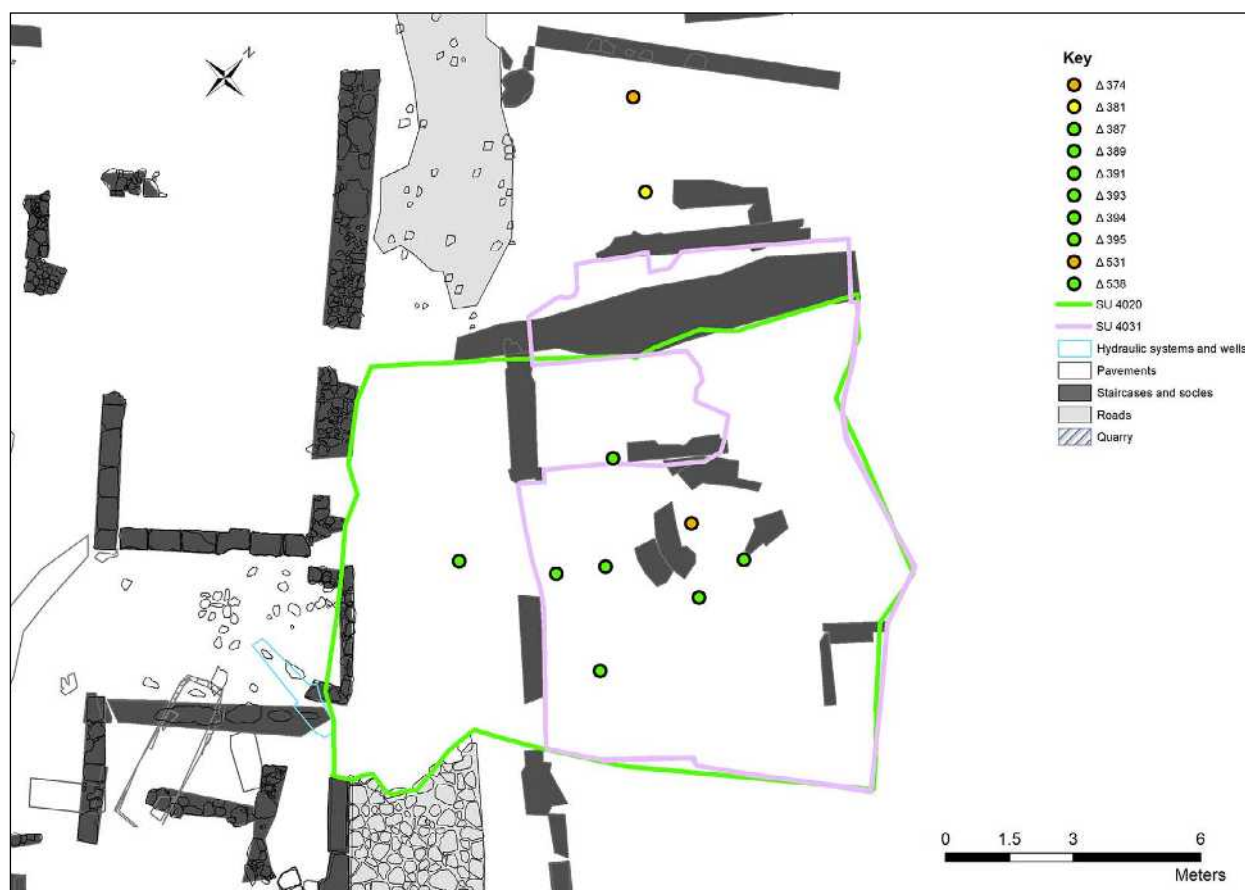 N
Key
Δ 374
Δ 381
Δ 387
Δ 389
Δ 391
Δ 393
Δ 394
Δ 395
Δ 531
Δ 538
SU 4020
SU 4031
Hydraulic systems and wells
Pavements
Staircases and socles
Roads
Quarry
0 1.5 3 6
Meters